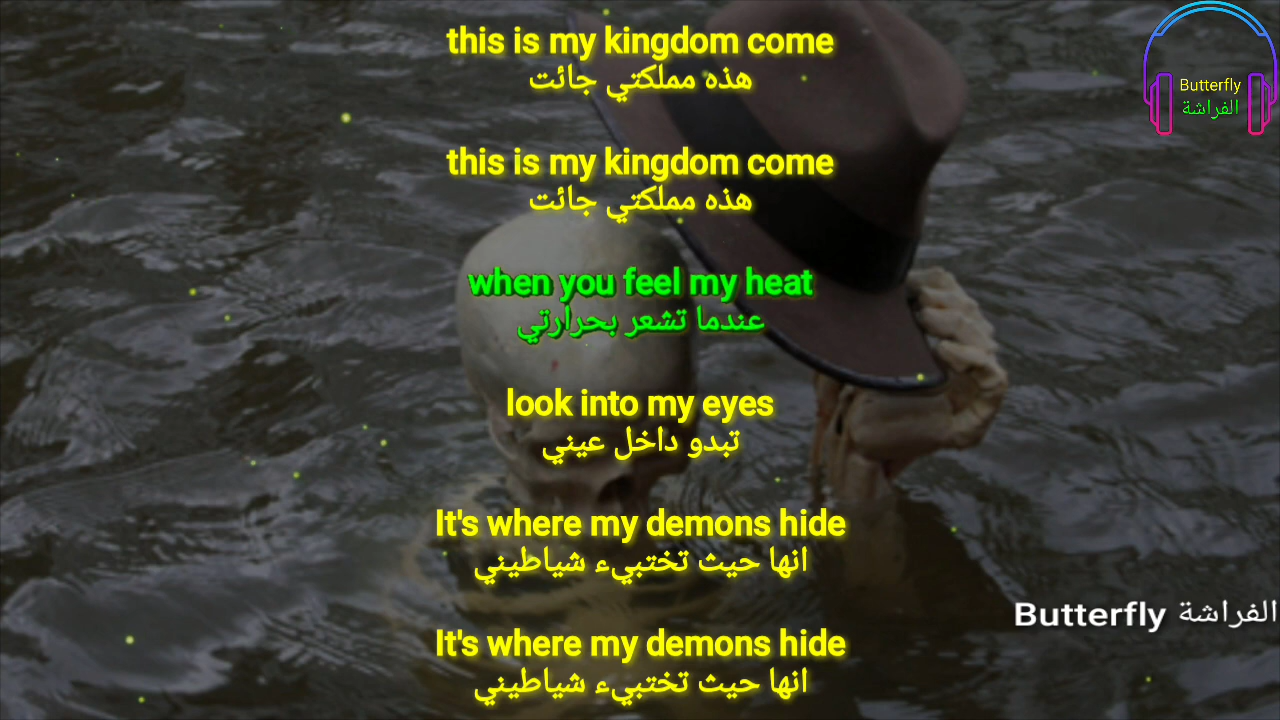 this is my kingdom come
هذه مملكتي جائت
this is my kingdom come
هذه مملكتي جائت
when you feel my heat
عندما تشعر بحرارتي
look into my eyes
تبدو داخل عيني
It's where my demons hide
انها حيث تختبيء شياطيني
It's where my demons hide
انها حيث تختبيء شياطيني
Butterfly
الفراشة
Butterfly الفراشة